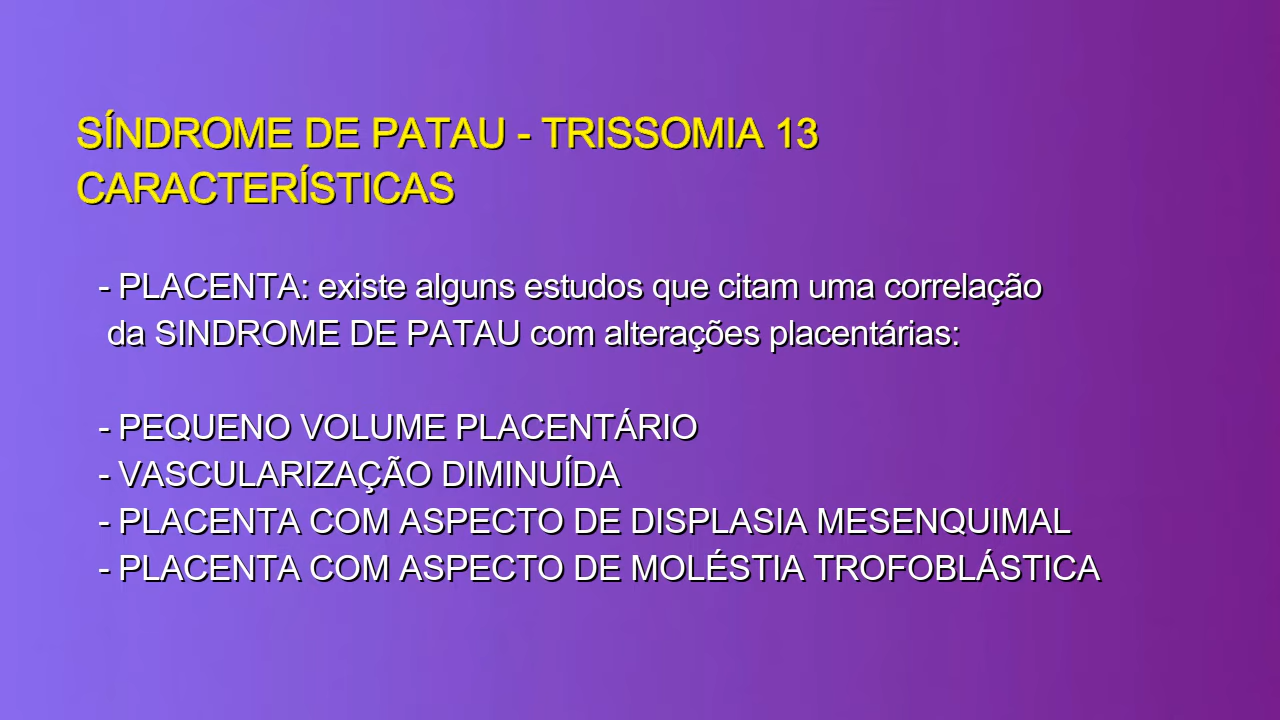 SÍNDROME DE PATAU - TRISSOMIA 13
CARACTERÍSTICAS
- PLACENTA: existe alguns estudos que citam uma correlação
da SINDROME DE PATAU com alterações placentárias:
- PEQUENO VOLUME PLACENTÁRIO
- VASCULARIZAÇÃO DIMINUÍDA
- PLACENTA COM ASPECTO DE DISPLASIA MESENQUIMAL
- PLACENTA COM ASPECTO DE MOLÉSTIA TROFOBLÁSTICA